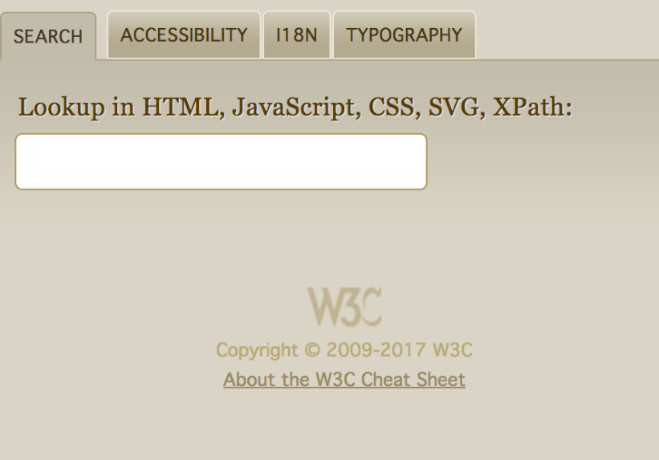 SEARCH ACCESSIBILITY I18N TYPOGRAPHY
Lookup in HTML, JavaScript, CSS, SVG, XPath:
W3C
Copyright © 2009-2017 W3C
About the W3C Cheat Sheet